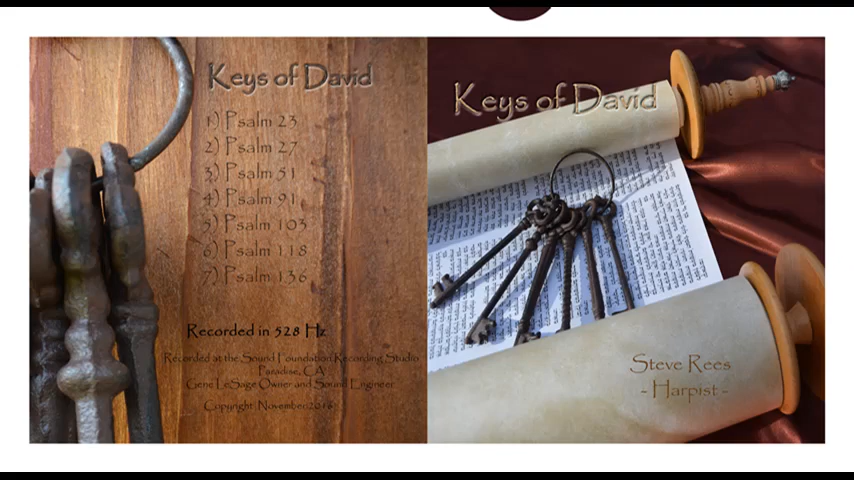 Keys of David
1) Psalm 23
2) Psalm 27
3) Psalm 51
4) Psalm 91
5) Psalm 103
6) Psalm 118
7) Psalm 136
Recorded in 528 Hz
Recorded at the Sound Foundation Recording Studio
Paradise, CA
Gene LeSage Owner and Sound Engineer
Copyright November
Keys of David
Steve Rees
- Harpist -